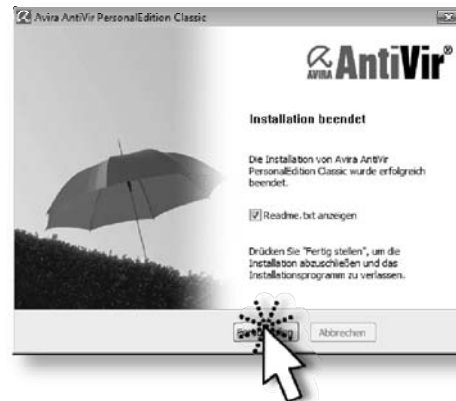 Avira AntiVir PersonalEdition Classic
AVIRA AntiVir®
Installation beendet
Die Installation von Avira AntiVir
PersonalEdition Classic wurde erfolgreich
beendet.
Readme.txt anzeigen
Drücken Sie "Fertig stellen", um die
Installation abzuschließen und das
Installationsprogramm zu verlassen.
Abbrechen